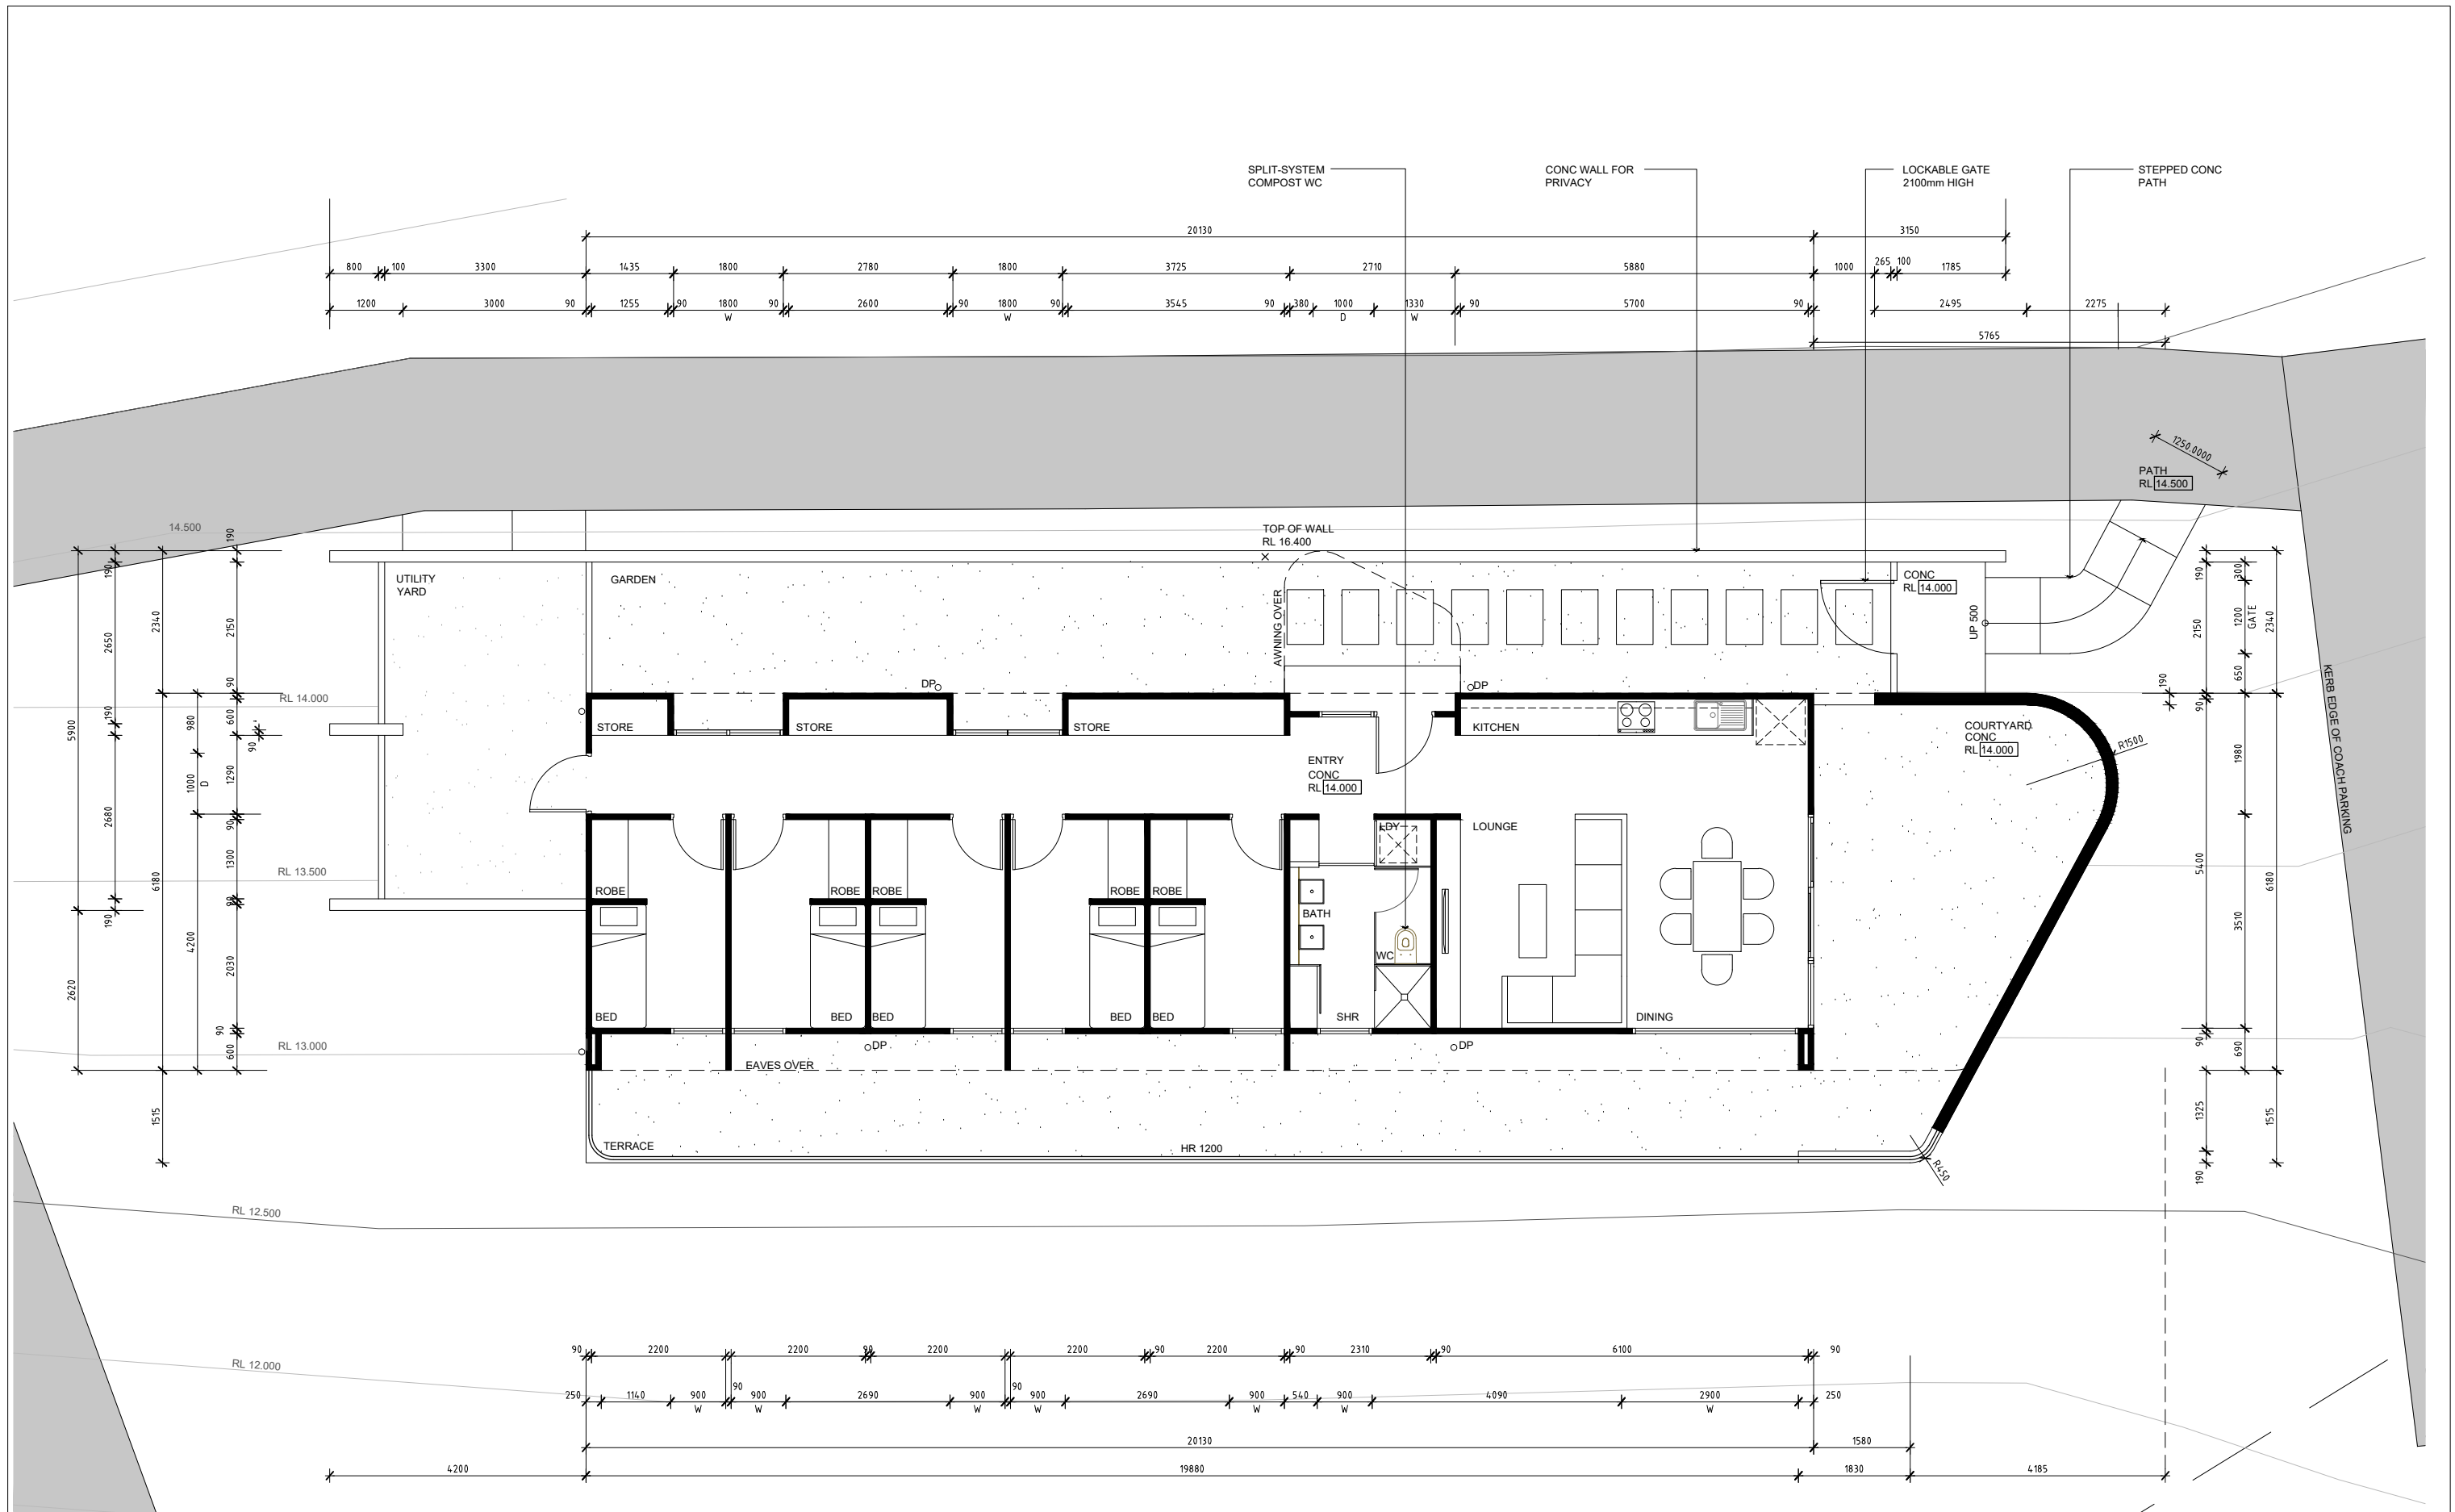 SPLIT-SYSTEM
COMPOST WC
CONC WALL FOR
PRIVACY
LOCKABLE GATE
2100mm HIGH
STEPPED CONC
PATH
20130
3150
800
100
3300
1435
1800
2780
1800
3725
2710
5880
1000
265
100
1785
1200
3000
90
1255
90
1800
90
2600
90
1800
90
3545
90
380
1000
1330
90
5700
90
2495
2275
W
W
D
W
5765
1250.0000
PATH
RL 14.500
14.500
TOP OF WALL
RL 16.400
UTILITY
YARD
GARDEN
AWNING OVER
CONC
RL 14.000
UP 500
KERB EDGE OF COACH PARKING
RL 14.000
DP
DP
STORE
STORE
STORE
KITCHEN
COURTYARD
CONC
RL 14.000
R1500
ENTRY
CONC
RL 14.000
LDY
LOUNGE
RL 13.500
ROBE
ROBE
ROBE
ROBE
ROBE
BATH
WC
BED
BED
BED
BED
BED
SHR
DINING
RL 13.000
DP
DP
EAVES OVER
TERRACE
HR 1200
R450
RL 12.500
RL 12.000
5900
2620
190
2650
190
2680
190
2340
6180
1515
980
1000
D
4200
190
2150
90
600
90
1290
90
1300
90
2030
90
600
190
2150
90
5400
90
1325
190
190
300
1200
GATE
650
1980
3510
690
2340
6180
1515
90
2200
2200
90
2200
2200
90
2200
90
2310
90
6100
90
250
1140
900
90
900
2690
900
90
900
2690
900
540
900
4090
2900
250
W
W
W
W
W
W
W
20130
1580
4200
19880
1830
4185